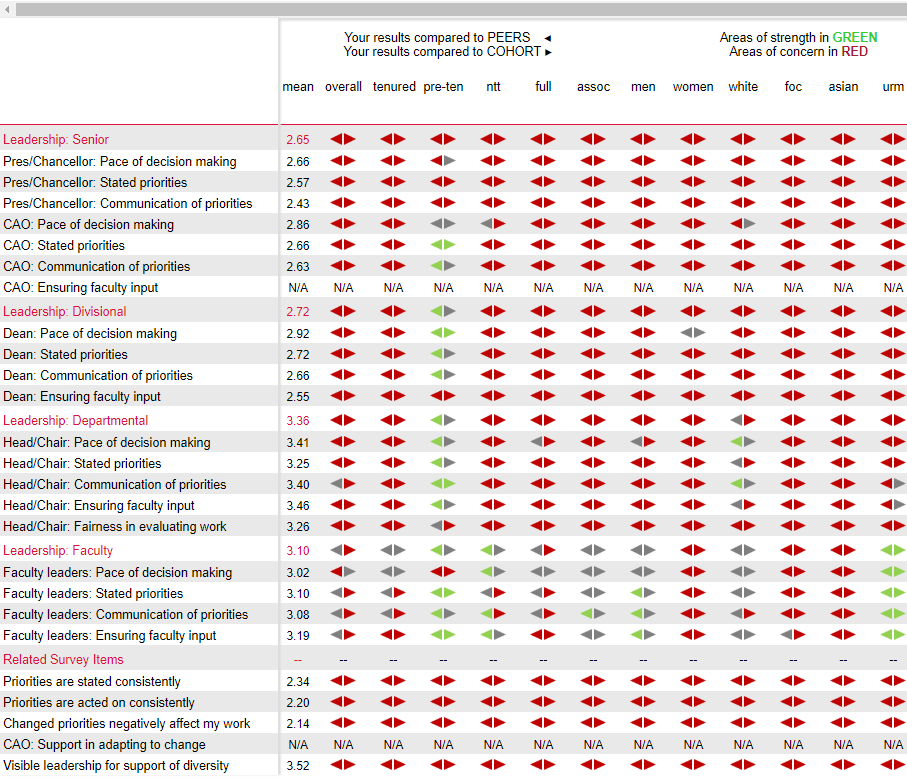 Your results compared to PEERS ◄
Your results compared to COHORT ►
Areas of strength in GREEN
Areas of concern in RED
mean overall tenured pre-ten ntt full assoc men women white foc asian urm
Leadership: Senior 2.65
Pres/Chancellor: Pace of decision making 2.66
Pres/Chancellor: Stated priorities 2.57
Pres/Chancellor: Communication of priorities 2.43
CAO: Pace of decision making 2.86
CAO: Stated priorities 2.66
CAO: Communication of priorities 2.63
CAO: Ensuring faculty input N/A N/A N/A N/A N/A N/A N/A N/A N/A N/A N/A N/A N/A
Leadership: Divisional 2.72
Dean: Pace of decision making 2.92
Dean: Stated priorities 2.72
Dean: Communication of priorities 2.66
Dean: Ensuring faculty input 2.55
Leadership: Departmental 3.36
Head/Chair: Pace of decision making 3.41
Head/Chair: Stated priorities 3.25
Head/Chair: Communication of priorities 3.40
Head/Chair: Ensuring faculty input 3.46
Head/Chair: Fairness in evaluating work 3.26
Leadership: Faculty 3.10
Faculty leaders: Pace of decision making 3.02
Faculty leaders: Stated priorities 3.10
Faculty leaders: Communication of priorities 3.08
Faculty leaders: Ensuring faculty input 3.19
Related Survey Items -- -- -- -- -- -- -- -- -- -- -- -- --
Priorities are stated consistently 2.34
Priorities are acted on consistently 2.20
Changed priorities negatively affect my work 2.14
CAO: Support in adapting to change N/A N/A N/A N/A N/A N/A N/A N/A N/A N/A N/A N/A N/A
Visible leadership for support of diversity 3.52